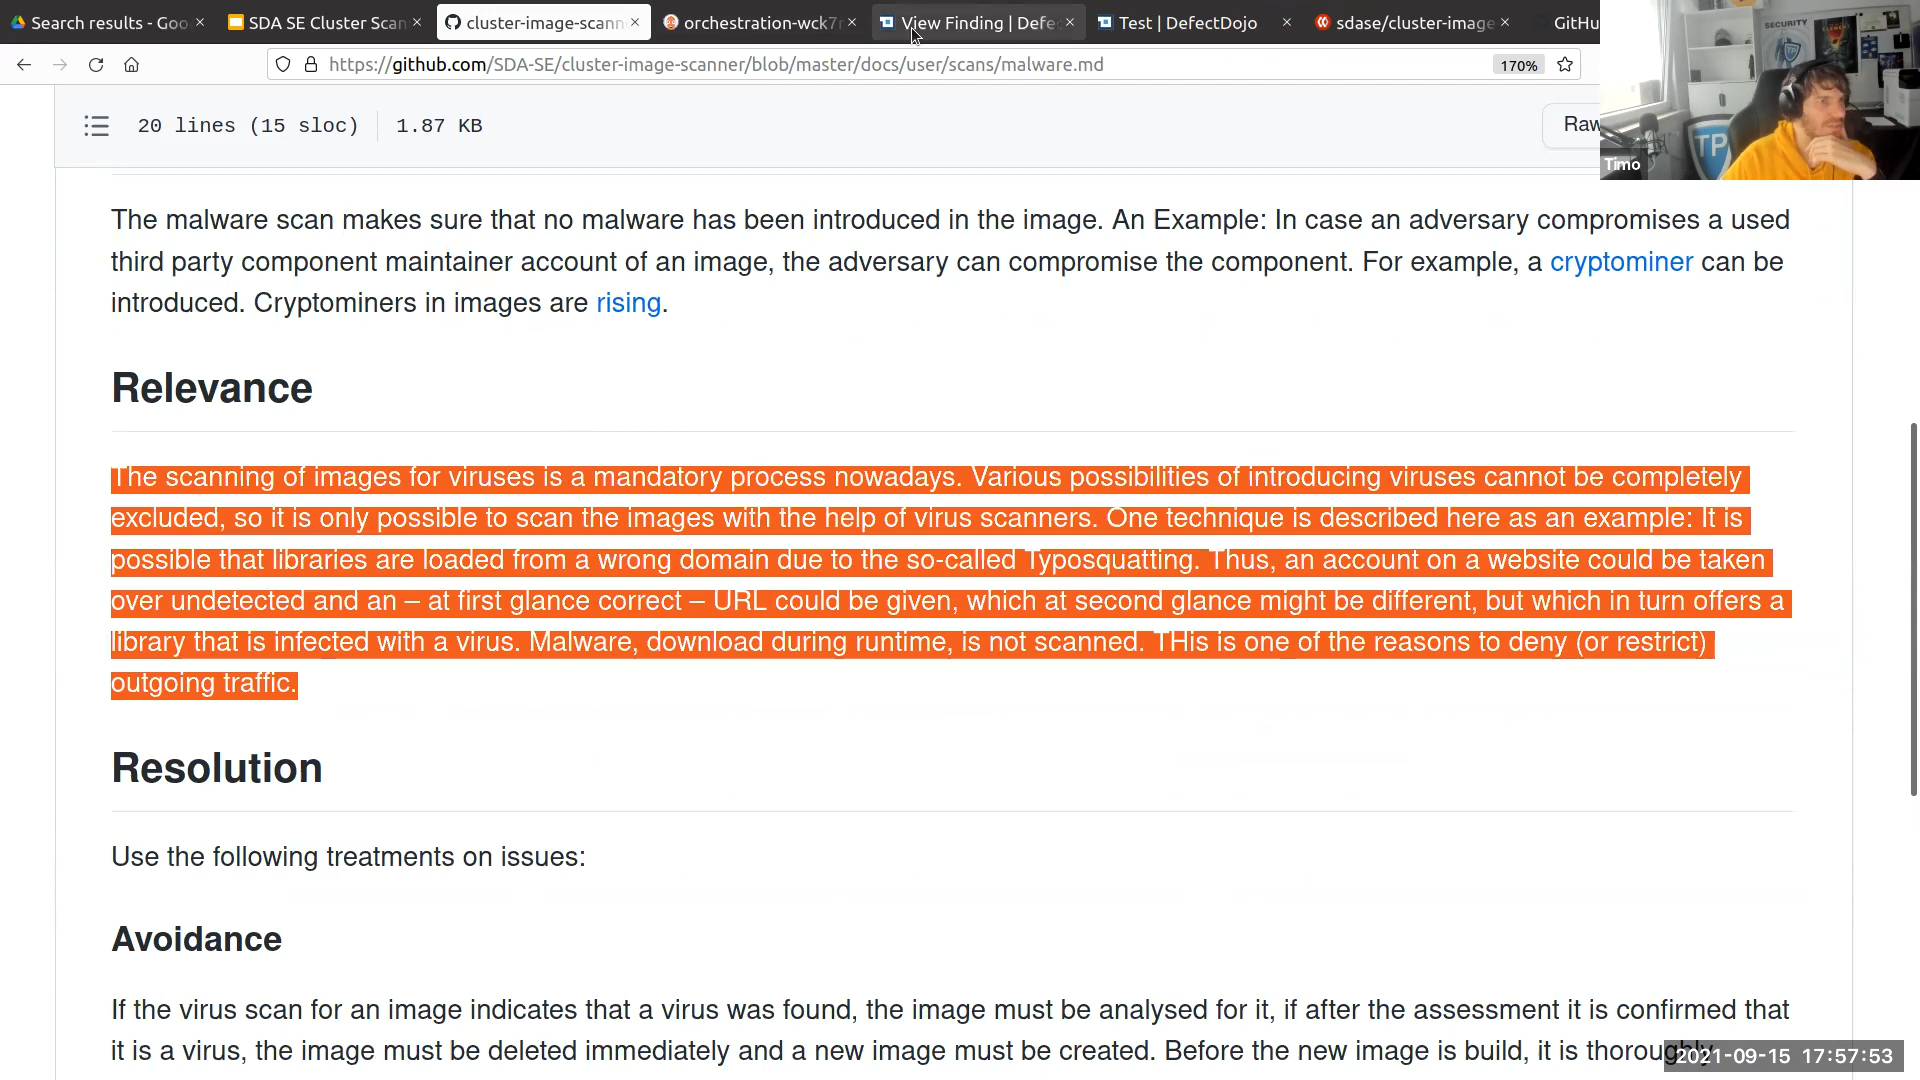 Search results - Goo
SDA SE Cluster Scan
cluster-image-scann
orchestration-wck7r
View Finding | Defe
Test | DefectDojo
sdase/cluster-image
GitHu
https://github.com/SDA-SE/cluster-image-scanner/blob/master/docs/user/scans/malware.md
170%
SECURITY
TP
Timo
20 lines (15 sloc)
1.87 KB
Raw
The malware scan makes sure that no malware has been introduced in the image. An Example: In case an adversary compromises a used
third party component maintainer account of an image, the adversary can compromise the component. For example, a cryptominer can be
introduced. Cryptominers in images are rising.
Relevance
The scanning of images for viruses is a mandatory process nowadays. Various possibilities of introducing viruses cannot be completely
excluded, so it is only possible to scan the images with the help of virus scanners. One technique is described here as an example: It is
possible that libraries are loaded from a wrong domain due to the so-called Typosquatting. Thus, an account on a website could be taken
over undetected and an – at first glance correct – URL could be given, which at second glance might be different, but which in turn offers a
library that is infected with a virus. Malware, download during runtime, is not scanned. THis is one of the reasons to deny (or restrict)
outgoing traffic.
Resolution
Use the following treatments on issues:
Avoidance
If the virus scan for an image indicates that a virus was found, the image must be analysed for it, if after the assessment it is confirmed that
it is a virus, the image must be deleted immediately and a new image must be created. Before the new image is build, it is thoroughly
2021-09-15 17:57:53